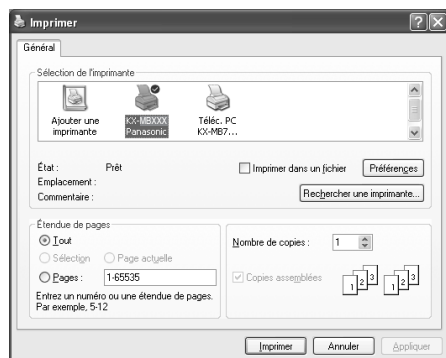 Imprimer
Général
Sélection de l'imprimante
Ajouter une imprimante
KX-MBXXX Panasonic
Téléc. PC KX-MB7...
État : Prêt
Emplacement :
Commentaire :
Imprimer dans un fichier
Préférences
Rechercher une imprimante...
Étendue de pages
Tout
Sélection
Page actuelle
Pages : 1-65535
Entrez un numéro ou une étendue de pages.
Par exemple, 5-12
Nombre de copies : 1
Copies assemblées
1 2 3 1 2 3
Imprimer
Annuler
Appliquer